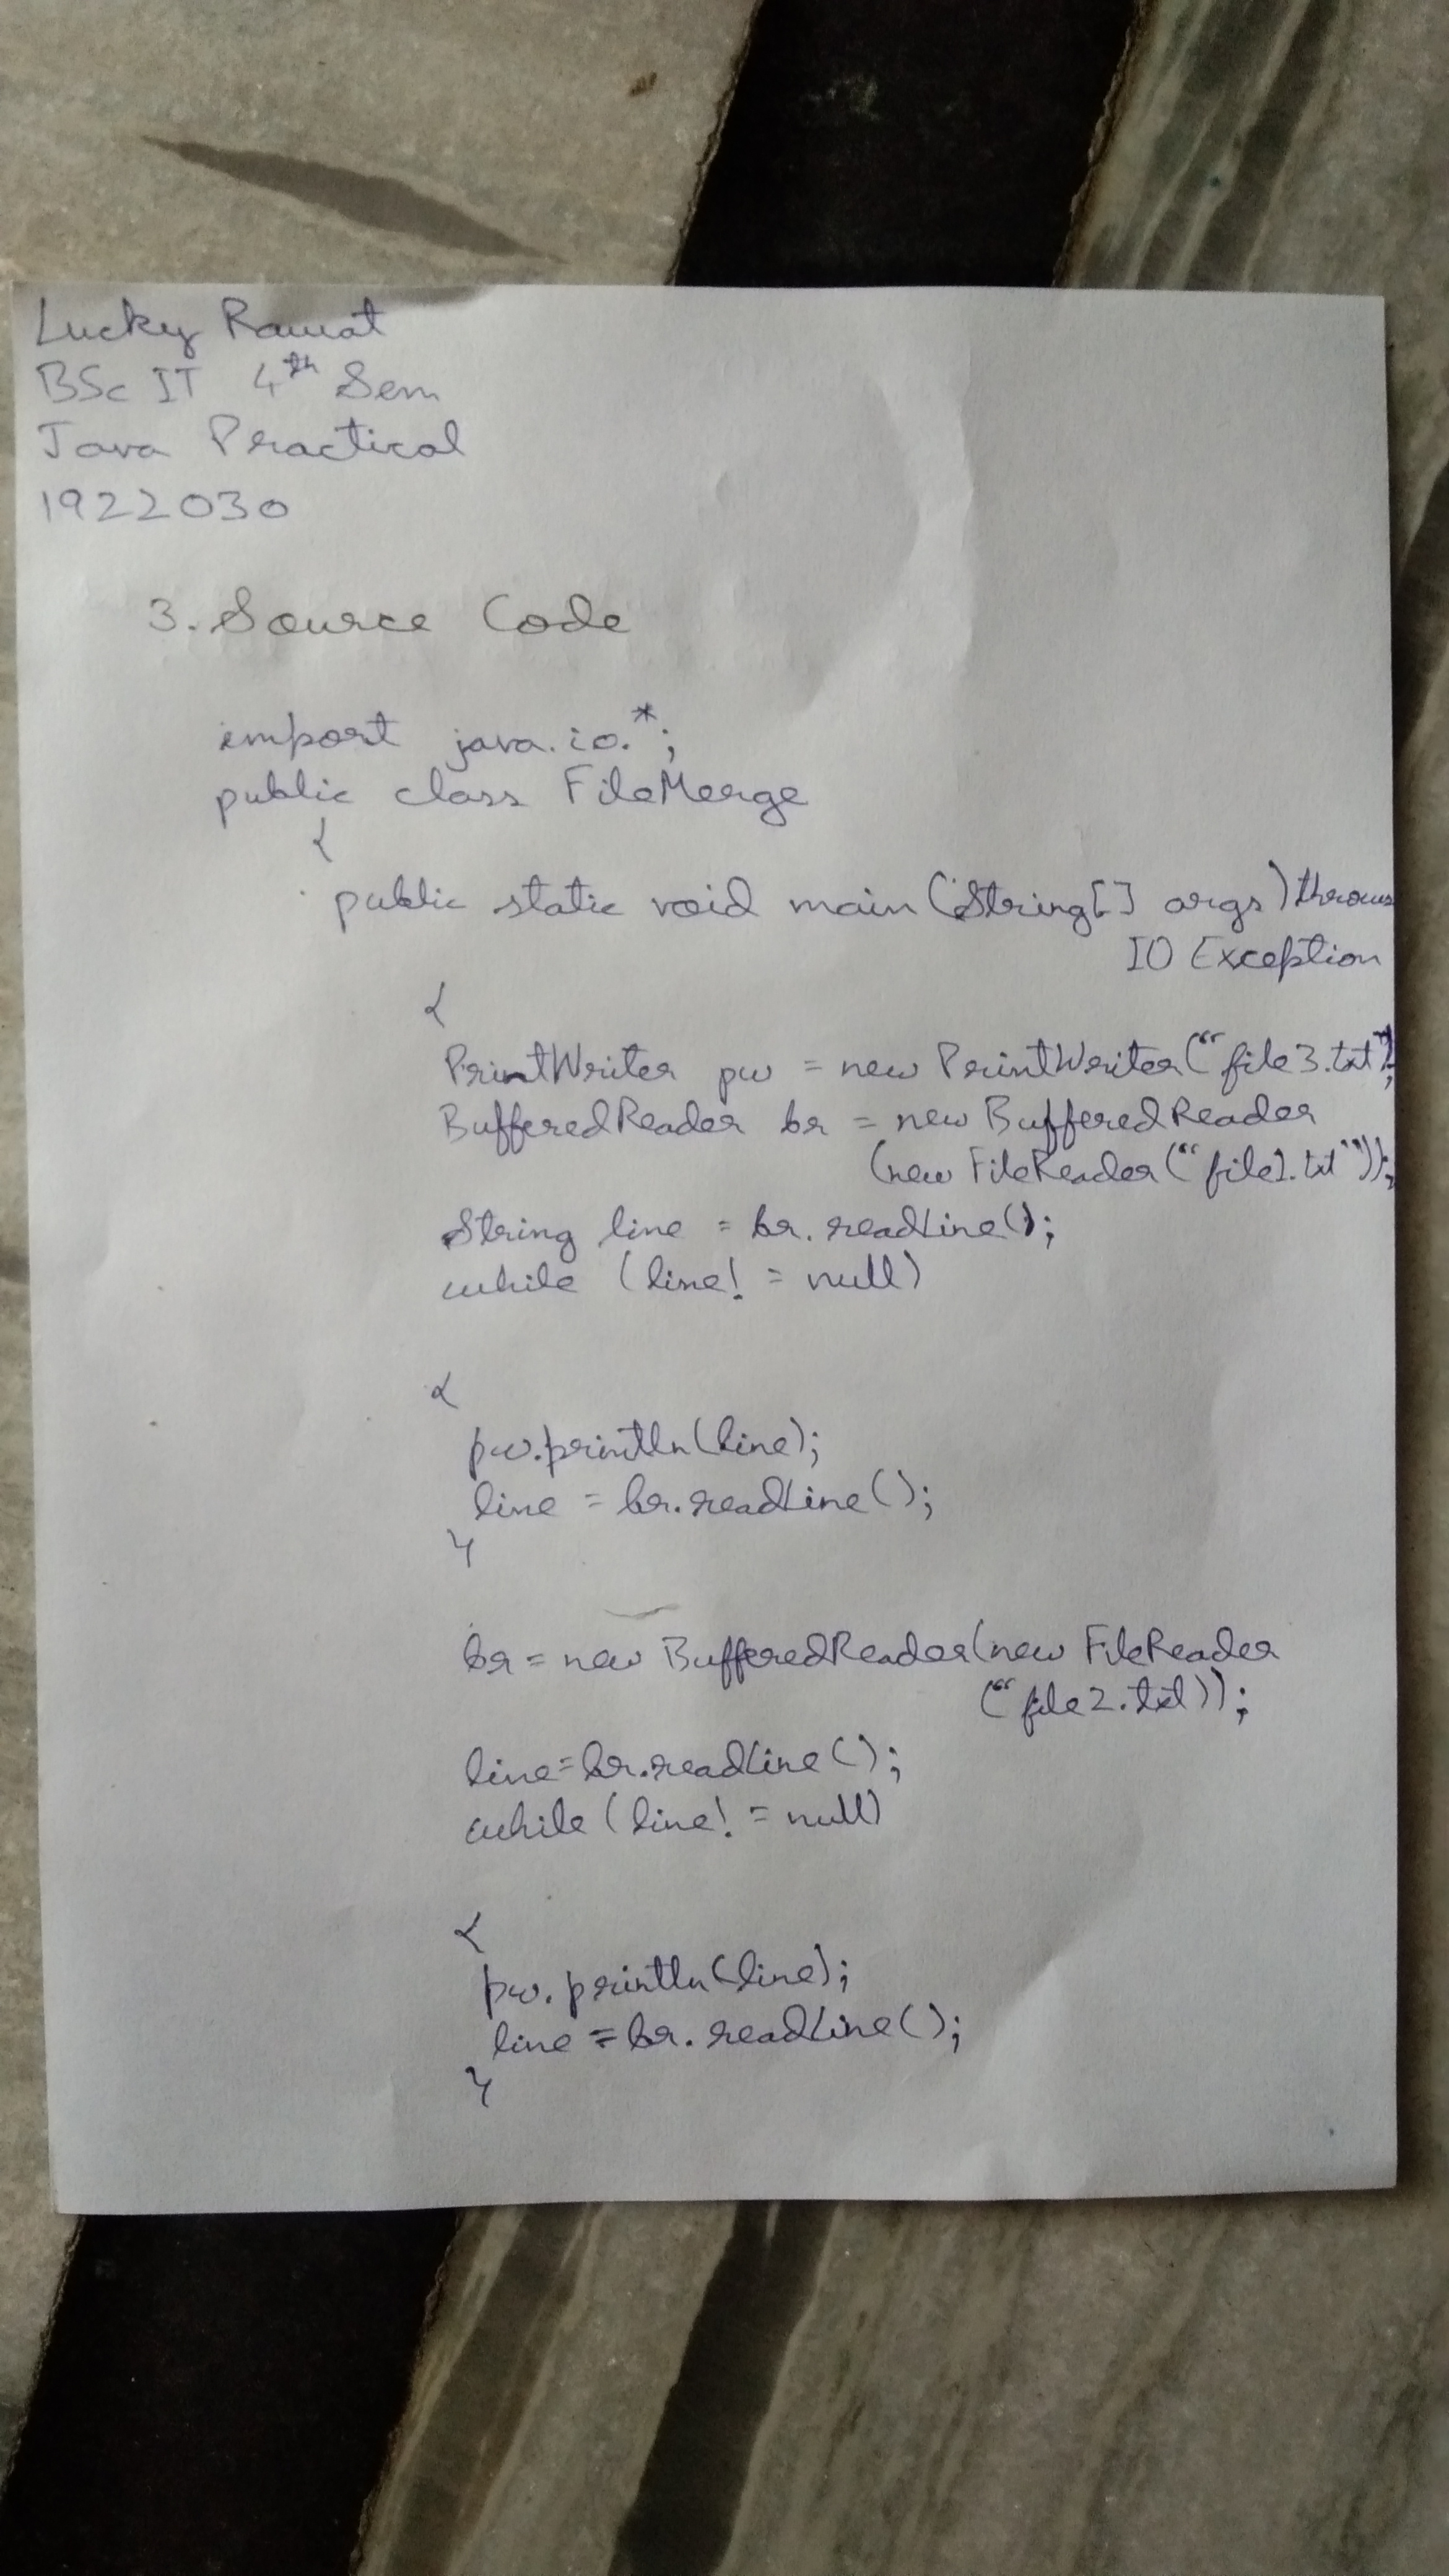 Lucky Rawat
BSc IT 4th Sem
Java Practical
1922030
3. Source Code
import java.io.*;
public class FileMerge
{
public static void main(String[] args) throws
IO Exception
{
PrintWriter pw = new PrintWriter("file3.txt");
BufferedReader br = new BufferedReader
(new FileReader("file1.txt"));
String line = br.readLine();
while (line! = null)
{
pw.println(line);
line = br.readLine();
}
br = new BufferedReader(new FileReader
("file2.txt));
line=br.readLine();
while (line! = null)
{
pw.println(line);
line = br.readLine();
}